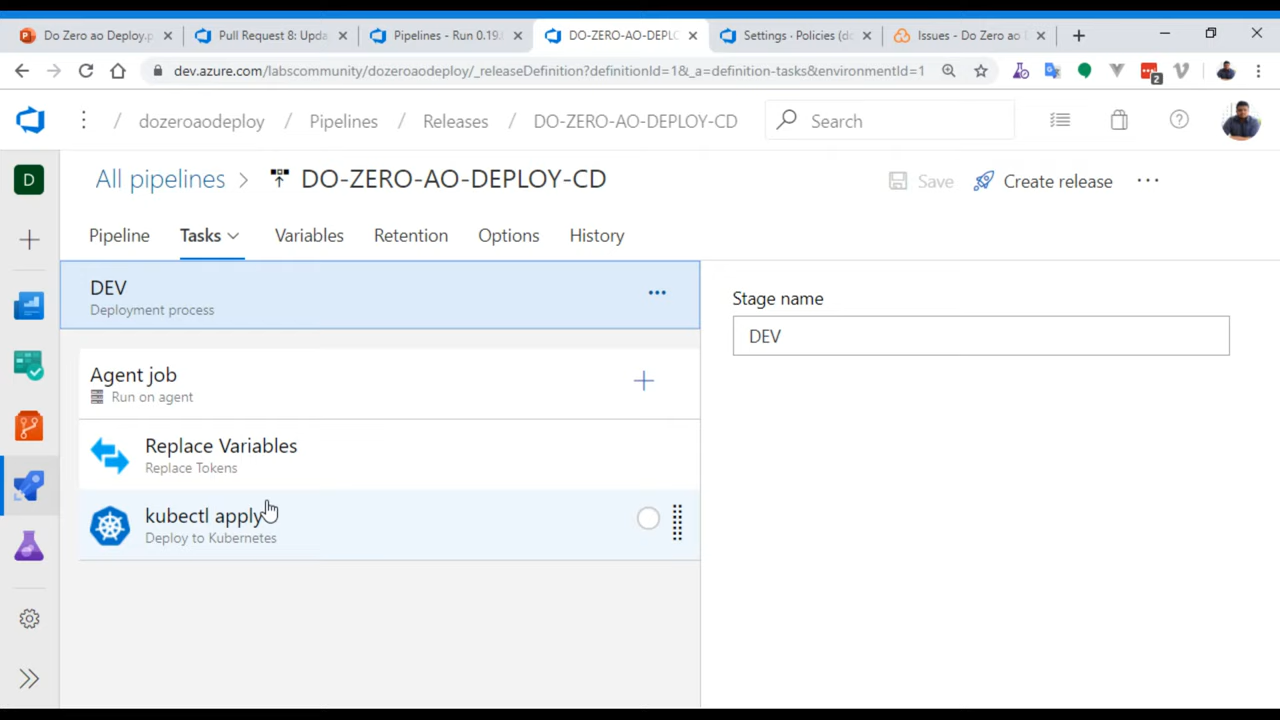 Do Zero ao Deploy.p
Pull Request 8: Upda
Pipelines - Run 0.19.
DO-ZERO-AO-DEPLO
Settings · Policies (do
Issues - Do Zero ao
dev.azure.com/labscommunity/dozeroaodeploy/_releaseDefinition?definitionId=1&_a=definition-tasks&environmentId=1
2
/ dozeroaodeploy / Pipelines / Releases / DO-ZERO-AO-DEPLOY-CD
Search
D
All pipelines > DO-ZERO-AO-DEPLOY-CD
Save
Create release
Pipeline
Tasks
Variables
Retention
Options
History
DEV
Deployment process
Agent job
Run on agent
Replace Variables
Replace Tokens
kubectl apply
Deploy to Kubernetes
Stage name
DEV